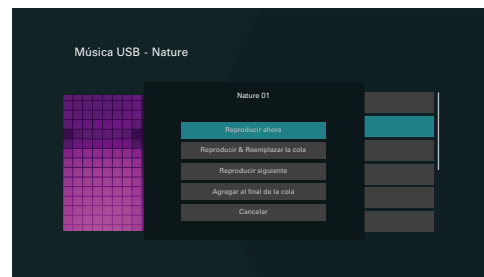 Música USB - Nature
Nature 01
Reproducir ahora
Reproducir & Reemplazar la cola
Reproducir siguiente
Agregar al final de la cola
Cancelar